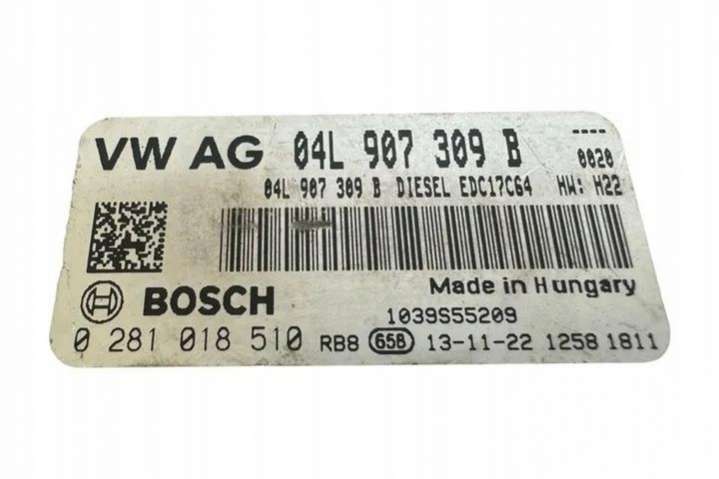 VW AG 04L 907 309 B ----
0020
04L 907 309 B DIESEL EDC17C64 HW: H22
Made in Hungary
BOSCH
1039S55209
0 281 018 510 RB8 658 13-11-22 1258 1811